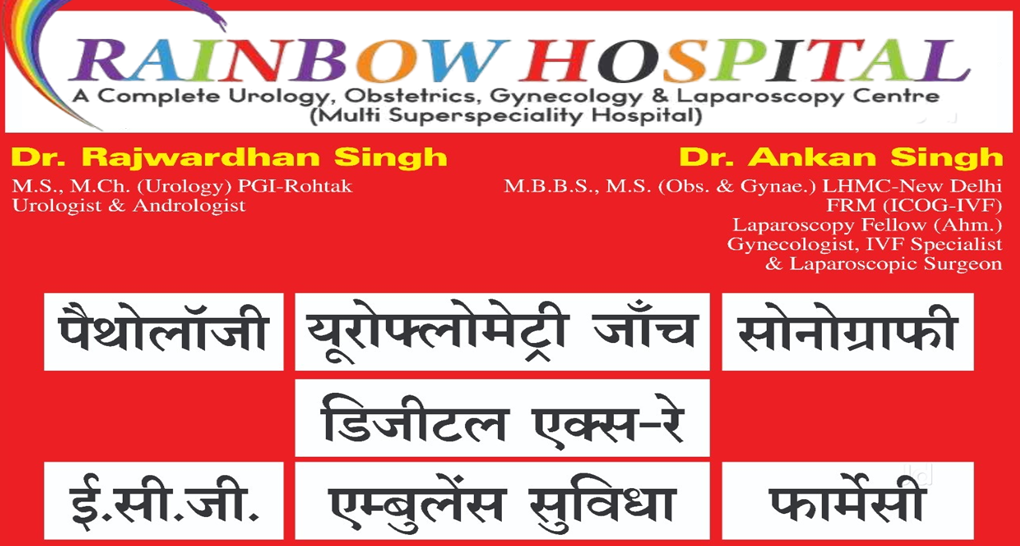 RAINBOW HOSPITAL
A Complete Urology, Obstetrics, Gynecology & Laparoscopy Centre
(Multi Superspeciality Hospital)
Dr. Rajwardhan Singh
M.S., M.Ch. (Urology) PGI-Rohtak
Urologist & Andrologist
Dr. Ankan Singh
M.B.B.S., M.S. (Obs. & Gynae.) LHMC-New Delhi
FRM (ICOG-IVF)
Laparoscopy Fellow (Ahm.)
Gynecologist, IVF Specialist
& Laparoscopic Surgeon
पैथोलॉजी
यूरोफ्लोमेट्री जाँच
सोनोग्राफी
डिजीटल एक्स-रे
ई.सी.जी.
एम्बुलेंस सुविधा
फार्मेसी